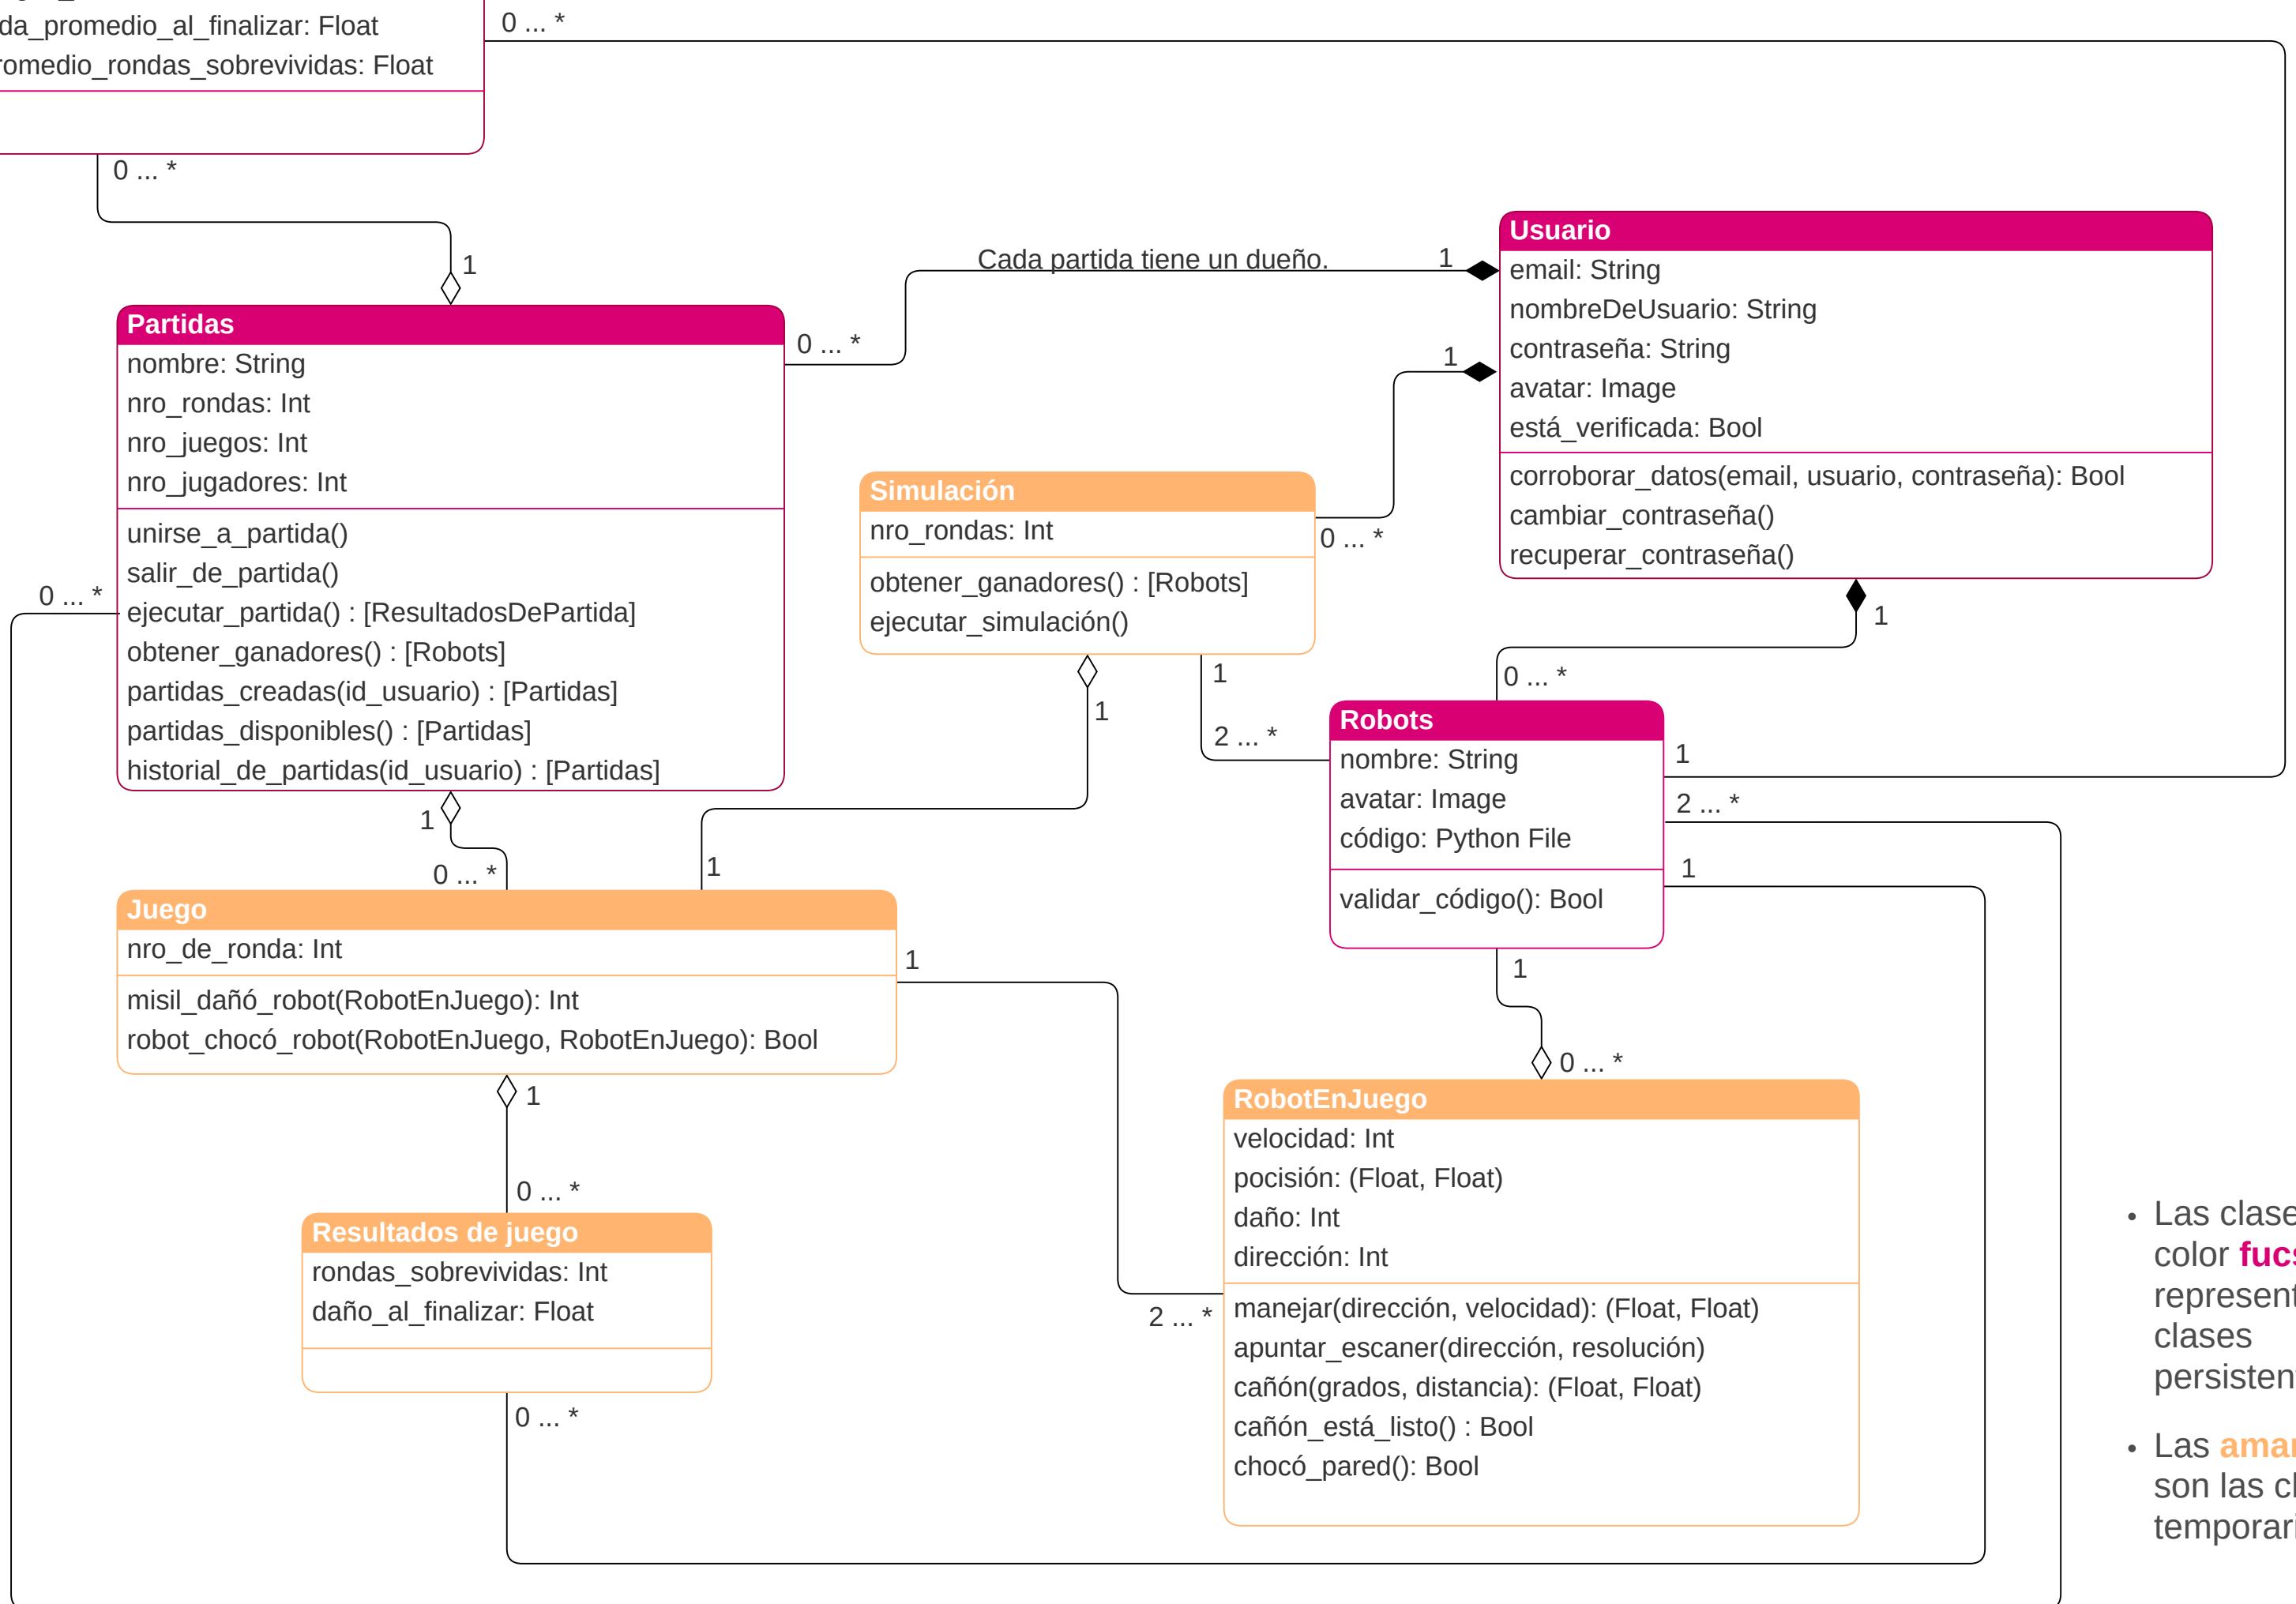 da_promedio_al_finalizar: Float
romedio_rondas_sobrevividas: Float
0 ... *
0 ... *
1
Cada partida tiene un dueño.
1
0 ... *
Usuario
email: String
nombreDeUsuario: String
contraseña: String
avatar: Image
está_verificada: Bool
corroborar_datos(email, usuario, contraseña): Bool
cambiar_contraseña()
recuperar_contraseña()
1
0 ... *
1
0 ... *
Partidas
nombre: String
nro_rondas: Int
nro_juegos: Int
nro_jugadores: Int
unirse_a_partida()
salir_de_partida()
ejecutar_partida() : [ResultadosDePartida]
obtener_ganadores() : [Robots]
partidas_creadas(id_usuario) : [Partidas]
partidas_disponibles() : [Partidas]
historial_de_partidas(id_usuario) : [Partidas]
0 ... *
1
0 ... *
Simulación
nro_rondas: Int
obtener_ganadores() : [Robots]
ejecutar_simulación()
1
1
1
2 ... *
Robots
nombre: String
avatar: Image
código: Python File
validar_código(): Bool
1
2 ... *
1
1
0 ... *
Juego
nro_de_ronda: Int
misil_dañó_robot(RobotEnJuego): Int
robot_chocó_robot(RobotEnJuego, RobotEnJuego): Bool
1
1
0 ... *
2 ... *
RobotEnJuego
velocidad: Int
pocisión: (Float, Float)
daño: Int
dirección: Int
manejar(dirección, velocidad): (Float, Float)
apuntar_escaner(dirección, resolución)
cañón(grados, distancia): (Float, Float)
cañón_está_listo() : Bool
chocó_pared(): Bool
Resultados de juego
rondas_sobrevividas: Int
daño_al_finalizar: Float
0 ... *
• Las clase
color fucs
represent
clases
persisten
• Las amar
son las cl
temporari